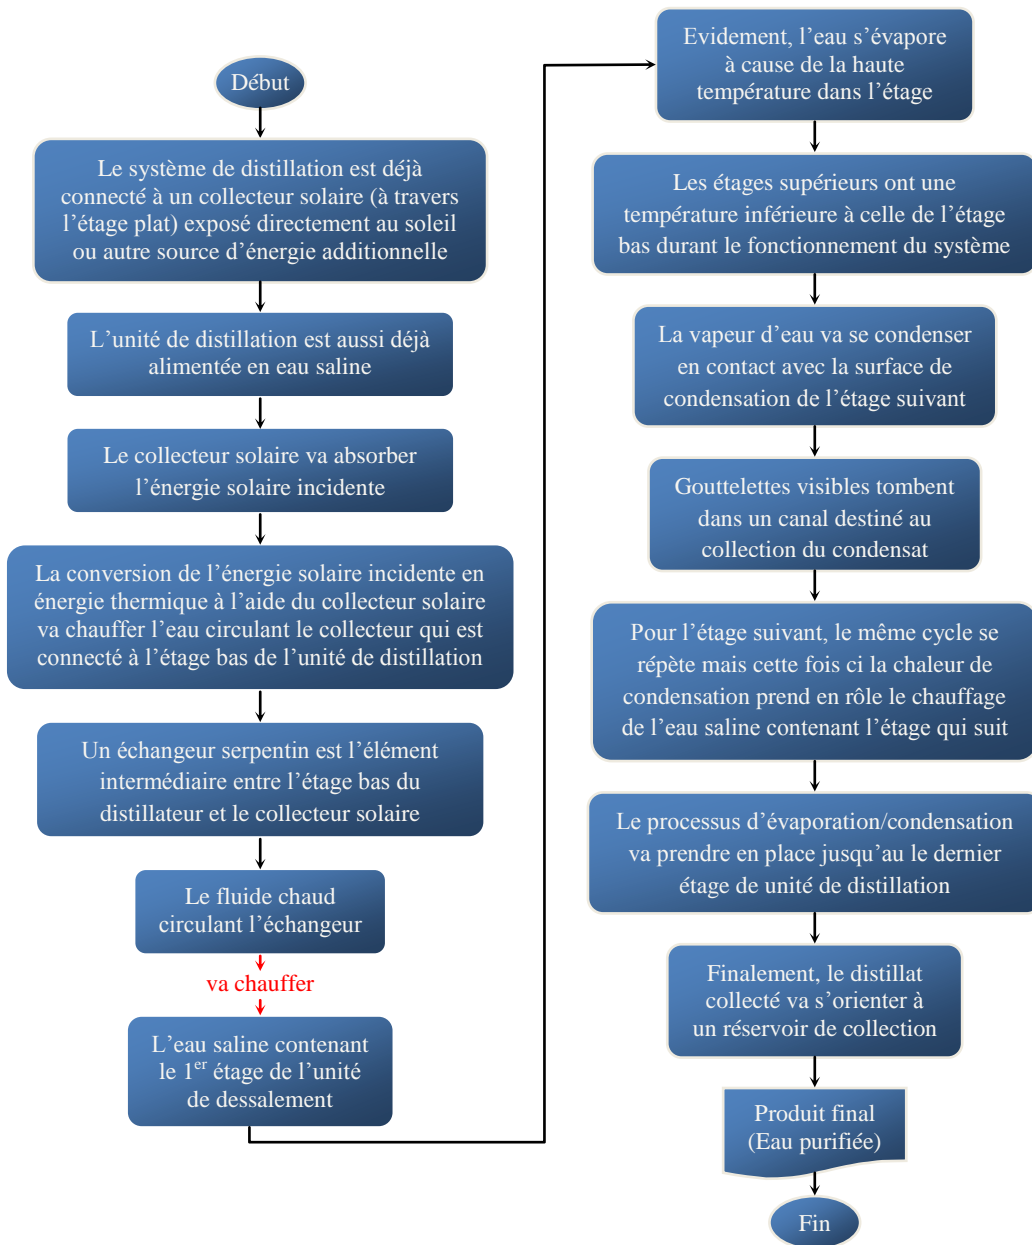 Début
Le système de distillation est déjà
connecté à un collecteur solaire (à travers
l’étage plat) exposé directement au soleil
ou autre source d’énergie additionnelle
L’unité de distillation est aussi déjà
alimentée en eau saline
Le collecteur solaire va absorber
l’énergie solaire incidente
La conversion de l’énergie solaire incidente en
énergie thermique à l’aide du collecteur solaire
va chauffer l’eau circulant le collecteur qui est
connecté à l’étage bas de l’unité de distillation
Un échangeur serpentin est l’élément
intermédiaire entre l’étage bas du
distillateur et le collecteur solaire
Le fluide chaud
circulant l’échangeur
va chauffer
L’eau saline contenant
le 1er étage de l’unité
de dessalement
Evidement, l’eau s’évapore
à cause de la haute
température dans l’étage
Les étages supérieurs ont une
température inférieure à celle de l’étage
bas durant le fonctionnement du système
La vapeur d’eau va se condenser
en contact avec la surface de
condensation de l’étage suivant
Gouttelettes visibles tombent
dans un canal destiné au
collection du condensat
Pour l’étage suivant, le même cycle se
répète mais cette fois ci la chaleur de
condensation prend en rôle le chauffage
de l’eau saline contenant l’étage qui suit
Le processus d’évaporation/condensation
va prendre en place jusqu’au le dernier
étage de unité de distillation
Finalement, le distillat
collecté va s’orienter à
un réservoir de collection
Produit final
(Eau purifiée)
Fin